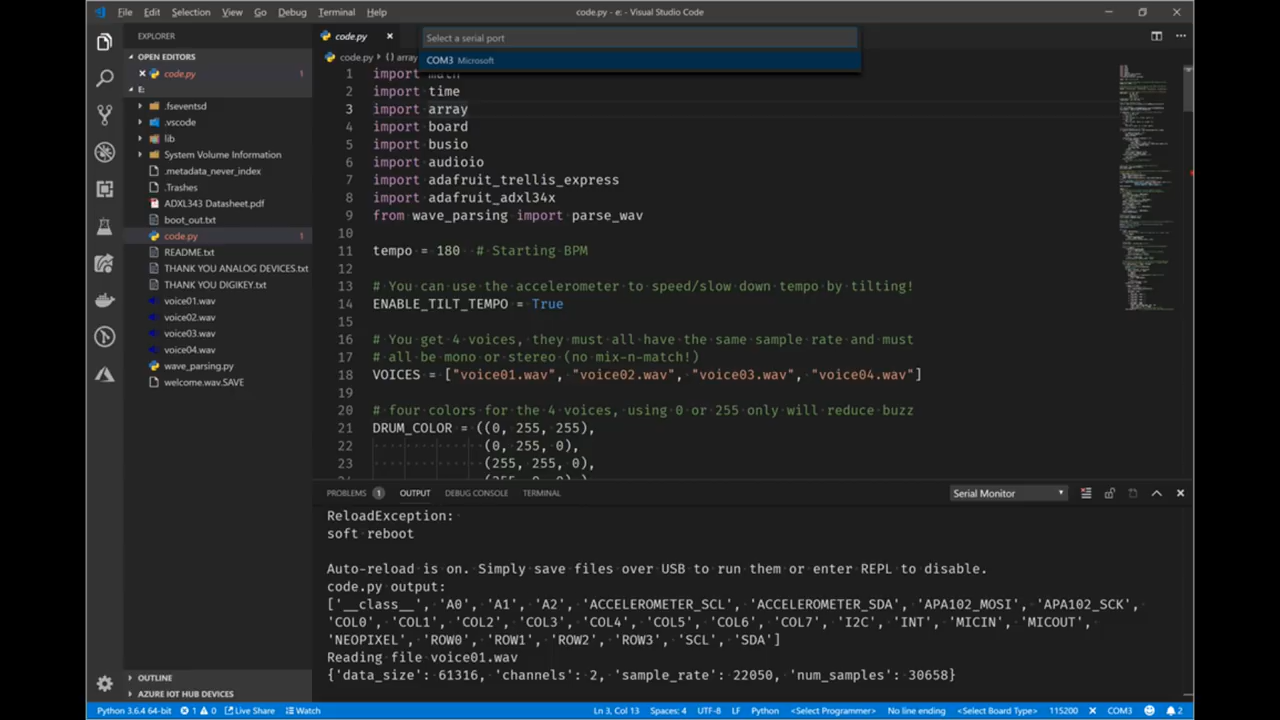 File Edit Selection View Go Debug Terminal Help
code.py - e: - Visual Studio Code
EXPLORER
OPEN EDITORS
code.py 1
E:
.fseventsd
.vscode
lib
System Volume Information
.metadata_never_index
.Trashes
ADXL343 Datasheet.pdf
boot_out.txt
code.py 1
README.txt
THANK YOU ANALOG DEVICES.txt
THANK YOU DIGIKEY.txt
voice01.wav
voice02.wav
voice03.wav
voice04.wav
wave_parsing.py
welcome.wav.SAVE
OUTLINE
AZURE IOT HUB DEVICES
code.py
Select a serial port
COM3 Microsoft
code.py › {} array
1 import math
2 import time
3 import array
4 import board
5 import busio
6 import audioio
7 import adafruit_trellis_express
8 import adafruit_adxl34x
9 from wave_parsing import parse_wav
10
11 tempo = 180 # Starting BPM
12
13 # You can use the accelerometer to speed/slow down tempo by tilting!
14 ENABLE_TILT_TEMPO = True
15
16 # You get 4 voices, they must all have the same sample rate and must
17 # all be mono or stereo (no mix-n-match!)
18 VOICES = ["voice01.wav", "voice02.wav", "voice03.wav", "voice04.wav"]
19
20 # four colors for the 4 voices, using 0 or 255 only will reduce buzz
21 DRUM_COLOR = ((0, 255, 255),
22 (0, 255, 0),
23 (255, 255, 0),
PROBLEMS 1 OUTPUT DEBUG CONSOLE TERMINAL Serial Monitor
ReloadException:
soft reboot
Auto-reload is on. Simply save files over USB to run them or enter REPL to disable.
code.py output:
['__class__', 'A0', 'A1', 'A2', 'ACCELEROMETER_SCL', 'ACCELEROMETER_SDA', 'APA102_MOSI', 'APA102_SCK',
'COL0', 'COL1', 'COL2', 'COL3', 'COL4', 'COL5', 'COL6', 'COL7', 'I2C', 'INT', 'MICIN', 'MICOUT',
'NEOPIXEL', 'ROW0', 'ROW1', 'ROW2', 'ROW3', 'SCL', 'SDA']
Reading file voice01.wav
{'data_size': 61316, 'channels': 2, 'sample_rate': 22050, 'num_samples': 30658}
Python 3.6.4 64-bit 1 0 Live Share Watch Ln 3, Col 13 Spaces: 4 UTF-8 LF Python <Select Programmer> No line ending <Select Board Type> 115200 COM3 2